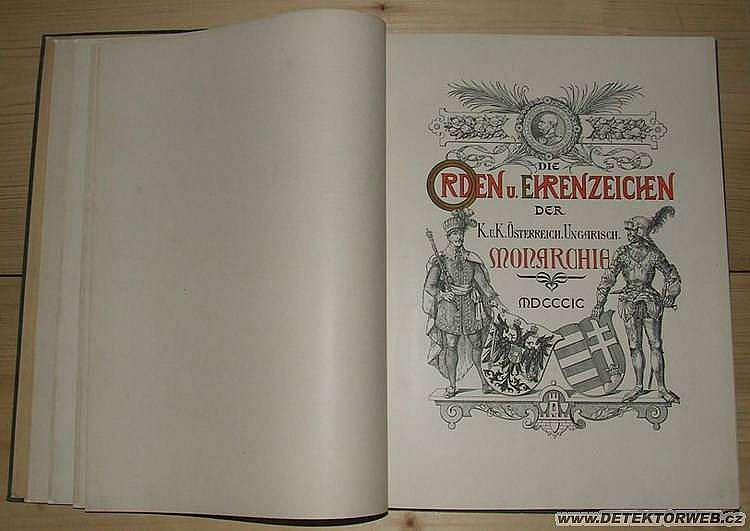 DIE
ORDEN U. EHRENZEICHEN
DER
K. U. K. ÖSTERREICH. UNGARISCH.
MONARCHIE
MDCCCIC
WWW.DETEKTORWEB.CZ